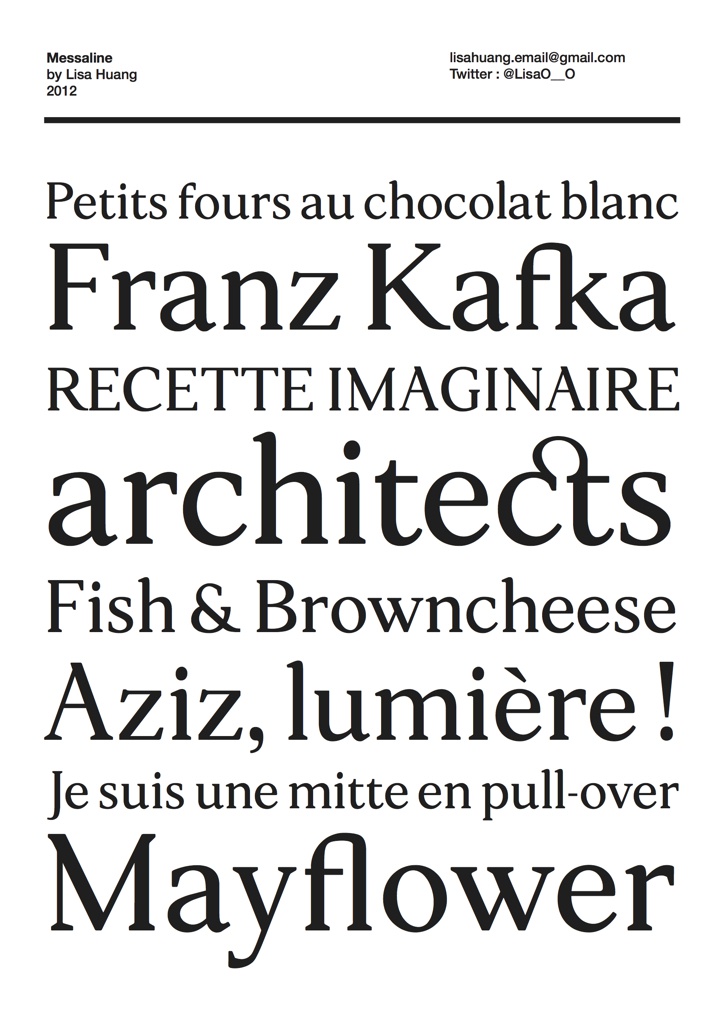 Messaline
by Lisa Huang
2012
lisahuang.email@gmail.com
Twitter : @LisaO__O
Petits fours au chocolat blanc
Franz Kafka
RECETTE IMAGINAIRE
architects
Fish & Browncheese
Aziz, lumière !
Je suis une mitte en pull-over
Mayflower